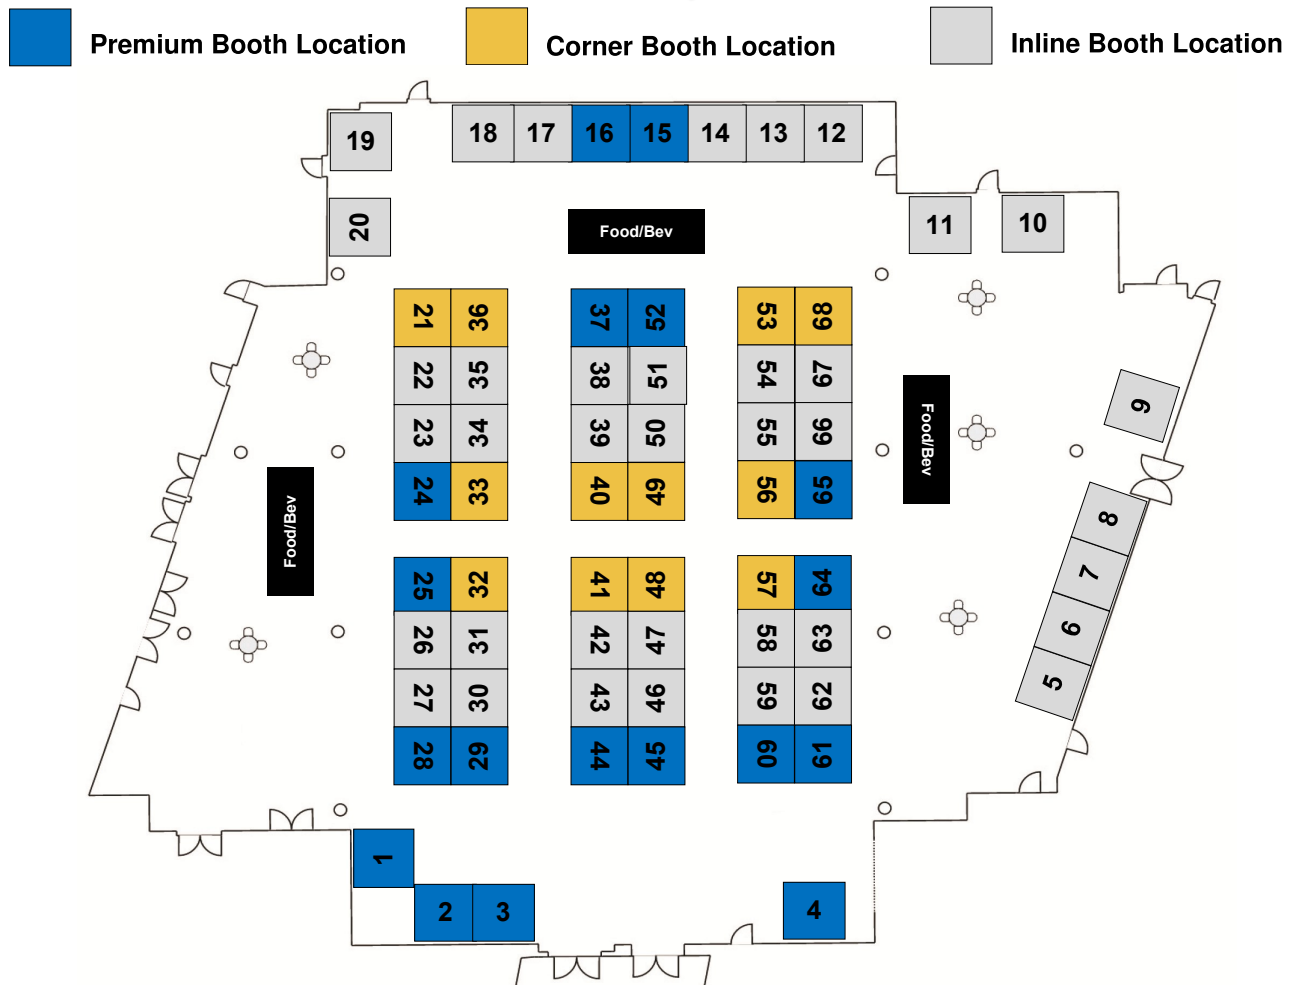 Premium Booth Location
Corner Booth Location
Inline Booth Location
19
18 17 16 15 14 13 12
20
Food/Bev
11 10
21 36 37 52 53 68
22 35 38 51 54 67
9
23 34 39 50 55 66
Food/Bev
24 33 40 49 56 65
Food/Bev
8
25 32 41 48 57 64
7
26 31 42 47 58 63
6
27 30 43 46 59 62
5
28 29 44 45 60 61
1
2 3 4